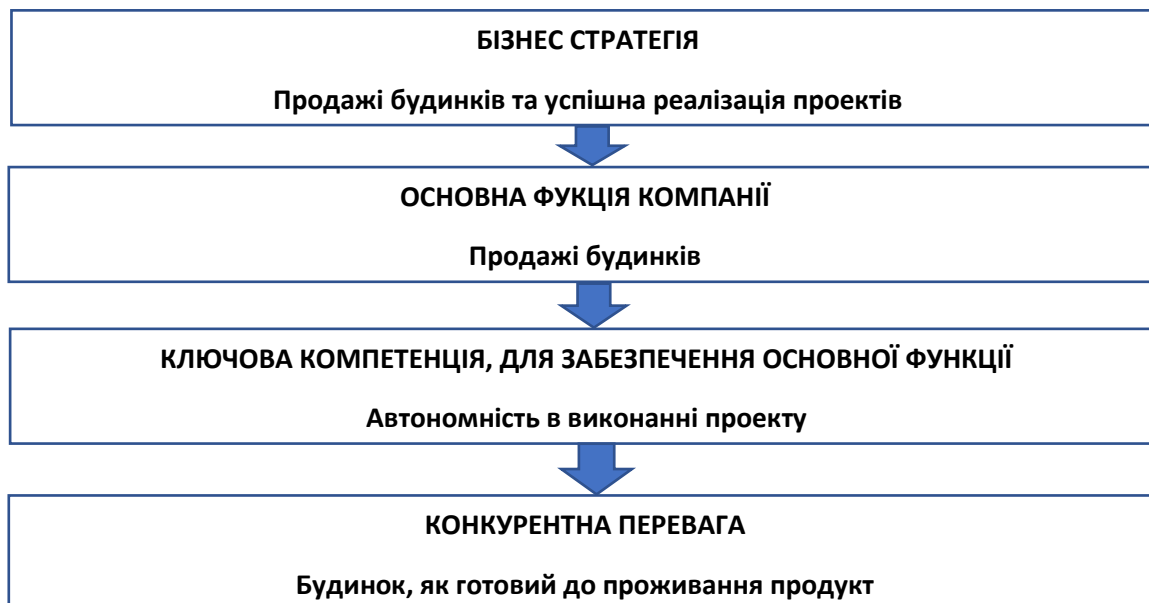 БІЗНЕС СТРАТЕГІЯ
Продажі будинків та успішна реалізація проектів
ОСНОВНА ФУКЦІЯ КОМПАНІЇ
Продажі будинків
КЛЮЧОВА КОМПЕТЕНЦІЯ, ДЛЯ ЗАБЕЗПЕЧЕННЯ ОСНОВНОЇ ФУНКЦІЇ
Автономність в виконанні проекту
КОНКУРЕНТНА ПЕРЕВАГА
Будинок, як готовий до проживання продукт